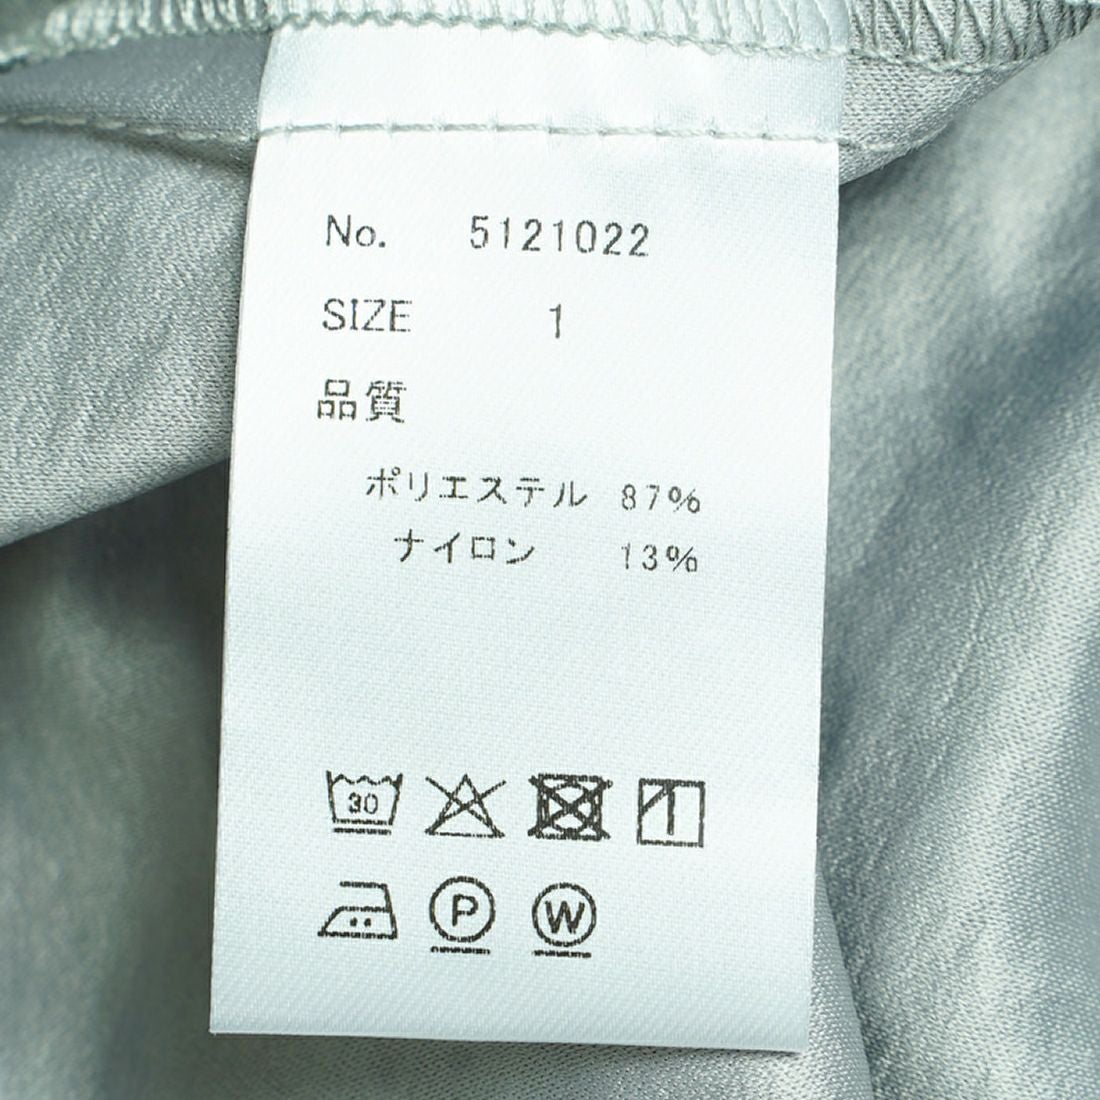 No. 5121022
SIZE 1
品質
ポリエステル 87%
ナイロン 13%
30
P W